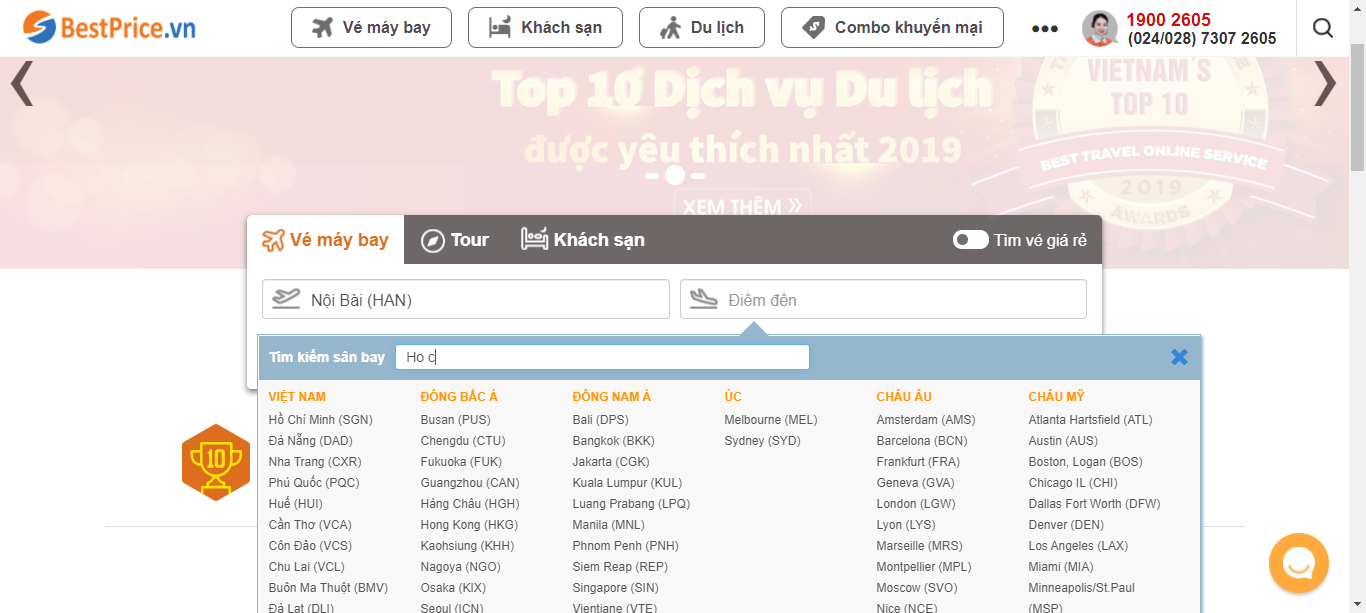 BestPrice.vn
Vé máy bay
Khách sạn
Du lịch
Combo khuyến mại
1900 2605
(024/028) 7307 2605
Top 10 Dịch vụ Du lịch
được yêu thích nhất 2019
XEM THÊM »
VIETNAM'S
TOP 10
BEST TRAVEL ONLINE SERVICE
2019
AWARDS
Vé máy bay
Tour
Khách sạn
Tìm vé giá rẻ
Nội Bài (HAN)
Điểm đến
Tìm kiếm sân bay
Ho c
VIỆT NAM
Hồ Chí Minh (SGN)
Đà Nẵng (DAD)
Nha Trang (CXR)
Phú Quốc (PQC)
Huế (HUI)
Cần Thơ (VCA)
Côn Đảo (VCS)
Chu Lai (VCL)
Buôn Ma Thuột (BMV)
Đà Lạt (DLI)
ĐÔNG BẮC Á
Busan (PUS)
Chengdu (CTU)
Fukuoka (FUK)
Guangzhou (CAN)
Hàng Châu (HGH)
Hong Kong (HKG)
Kaohsiung (KHH)
Nagoya (NGO)
Osaka (KIX)
Seoul (ICN)
ĐÔNG NAM Á
Bali (DPS)
Bangkok (BKK)
Jakarta (CGK)
Kuala Lumpur (KUL)
Luang Prabang (LPQ)
Manila (MNL)
Phnom Penh (PNH)
Siem Reap (REP)
Singapore (SIN)
Vientiane (VTE)
ÚC
Melbourne (MEL)
Sydney (SYD)
CHÂU ÂU
Amsterdam (AMS)
Barcelona (BCN)
Frankfurt (FRA)
Geneva (GVA)
London (LGW)
Lyon (LYS)
Marseille (MRS)
Montpellier (MPL)
Moscow (SVO)
Nice (NCE)
CHÂU MỸ
Atlanta Hartsfield (ATL)
Austin (AUS)
Boston, Logan (BOS)
Chicago IL (CHI)
Dallas Fort Worth (DFW)
Denver (DEN)
Los Angeles (LAX)
Miami (MIA)
Minneapolis/St.Paul
(MSP)
10